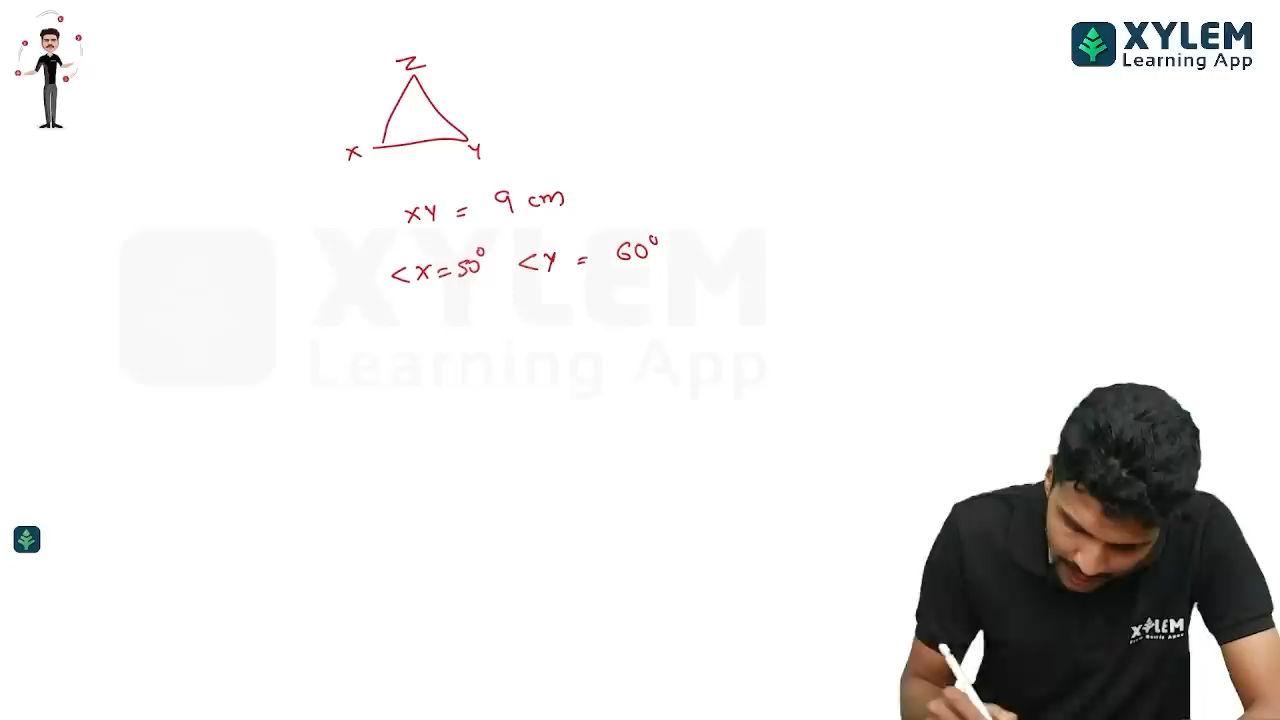 XYLEM
Learning App
Z
X
Y
XY = 9 cm
<X=50° <Y = 60°
XYLEM
Learning App
XYLEM